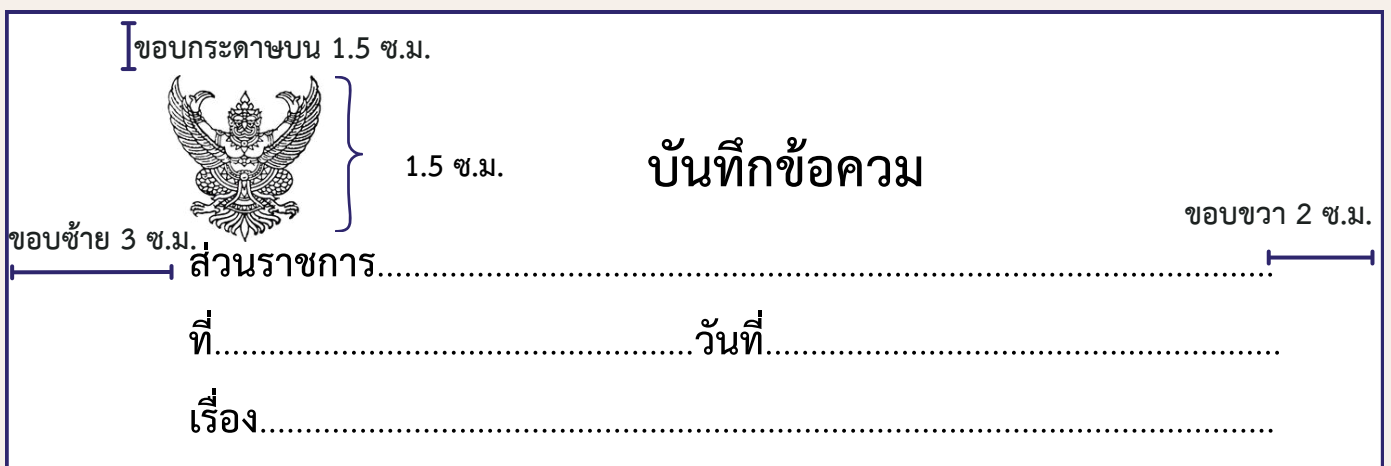 ขอบกระดาษบน 1.5 ซ.ม.
1.5 ซ.ม.
บันทึกข้อควม
ขอบขวา 2 ซ.ม.
ขอบซ้าย 3 ซ.ม.
ส่วนราชการ....................................................................................................
ที่.....................................................วันที่.........................................................
เรื่อง.................................................................................................................